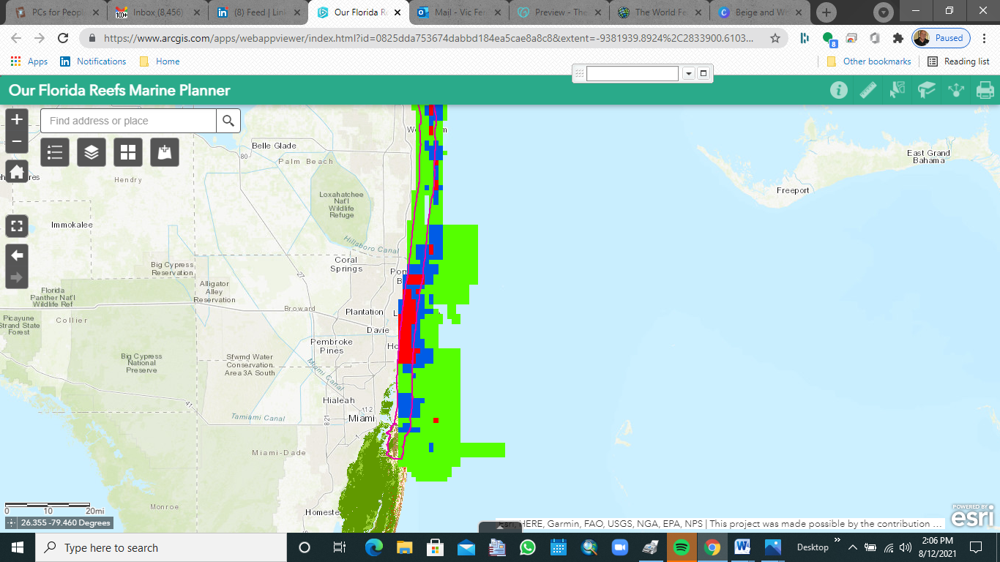 PCs for People
Inbox (8,456)
(8) Feed | Link
Our Florida Re
Mail - Vic Fer
Preview - The
The World Fe
Beige and Wh
https://www.arcgis.com/apps/webappviewer/index.html?id=0825dda753674dabbd184ea5cae8a8c8&extent=-9381939.8924%2C2833900.6103...
8
Paused
Apps
Notifications
Home
Other bookmarks
Reading list
Our Florida Reefs Marine Planner
+
−
Find address or place
Belle Glade
80
Palm Beach
Hendry
East Grand
Bahama
Freeport
Loxahatchee
Nat'l
Wildlife
Refuge
Immokalee
Hillsboro Canal
Coral
Springs
Big Cypress
Reservation
27
Alligator
Alley
Reservation
Florida
Panther Nat'l
Wildlife Ref
Broward
Plantation
Picayune
Strand State
Forest
Collier
Davie
Pembroke
Pines
Big Cypress
National
Preserve
Sfwmd Water
Conservation
Area 3A South
Miami Canal
41
Hialeah
112
Tamiami Canal
821
Miami
Miami-Dade
Monroe
Homeste
0 10 20mi
26.355 -79.460 Degrees
POWERED BY
esri
Esri, HERE, Garmin, FAO, USGS, NGA, EPA, NPS | This project was made possible by the contribution ...
Type here to search
Desktop
2:06 PM
8/12/2021